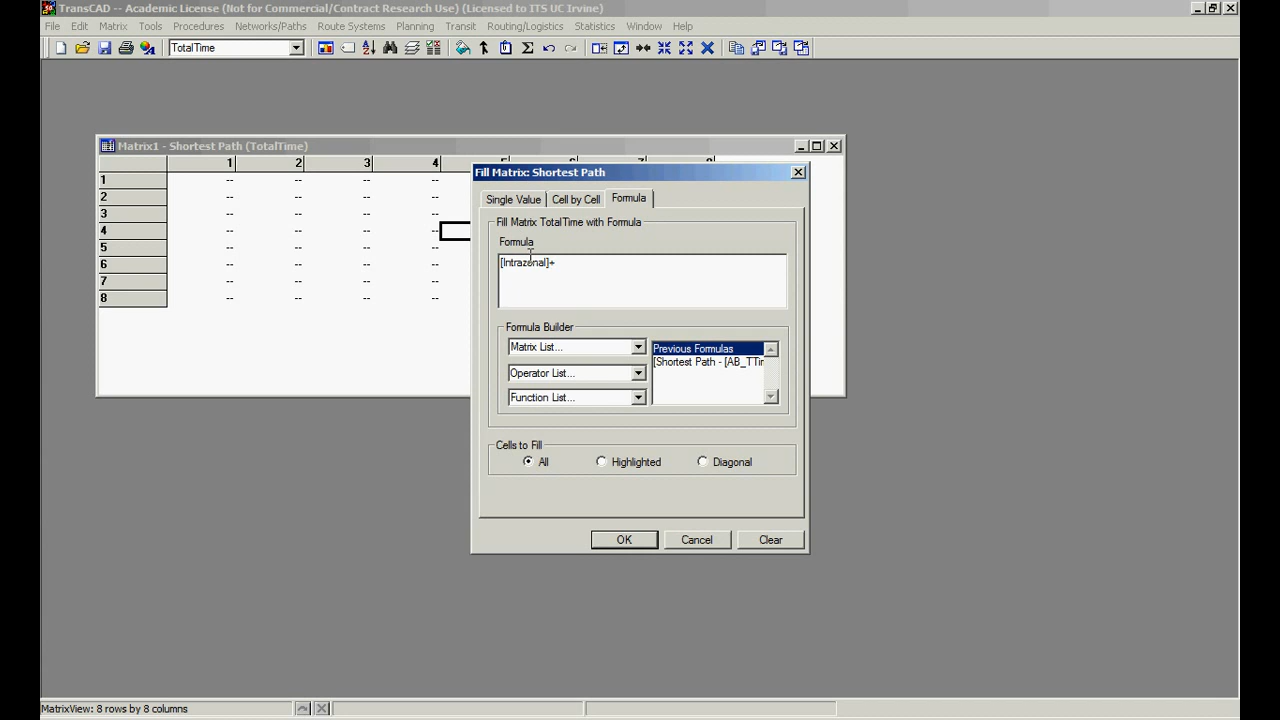 TransCAD -- Academic License (Not for Commercial/Contract Research Use) (Licensed to ITS UC Irvine)
File Edit Matrix Tools Procedures Networks/Paths Route Systems Planning Transit Routing/Logistics Statistics Window Help
TotalTime
Matrix1 - Shortest Path (TotalTime)
1 2 3 4
1 -- -- -- --
2 -- -- -- --
3 -- -- -- --
4 -- -- -- --
5 -- -- -- --
6 -- -- -- --
7 -- -- -- --
8 -- -- -- --
Fill Matrix: Shortest Path
Single Value Cell by Cell Formula
Fill Matrix TotalTime with Formula
Formula
[Intrazonal]+
Formula Builder
Matrix List...
Operator List...
Function List...
Previous Formulas
[Shortest Path - [AB_TTir
Cells to Fill
All Highlighted Diagonal
OK Cancel Clear
MatrixView: 8 rows by 8 columns